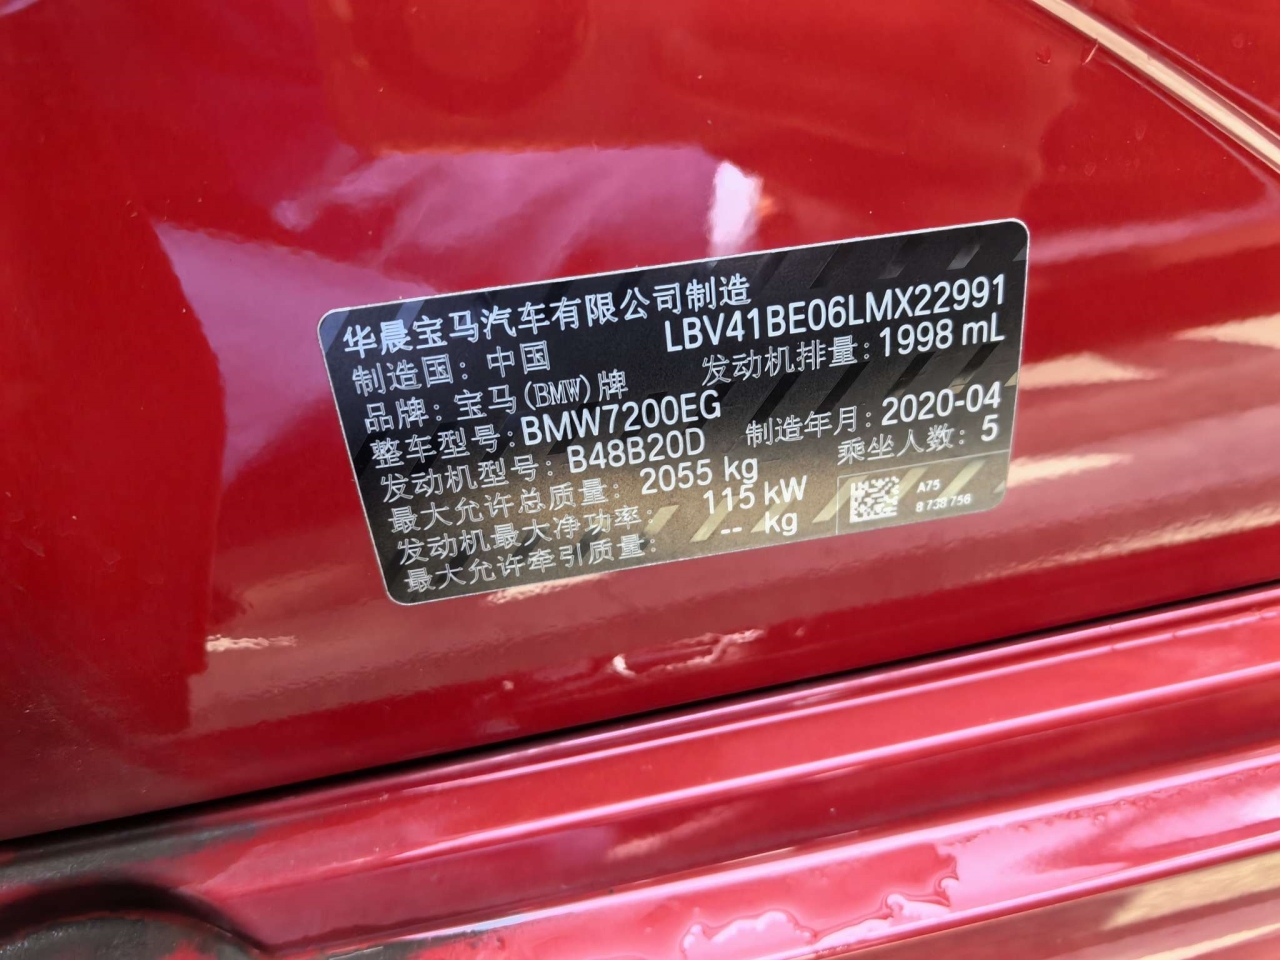 华晨宝马汽车有限公司制造
制造国：中国 LBV41BE06LMX22991
品牌：宝马(BMW)牌 发动机排量：1998 mL
整车型号：BMW7200EG
发动机型号：B48B20D 制造年月：2020-04
最大允许总质量：2055 kg 乘坐人数：5
发动机最大净功率：115 kW
最大允许牵引质量：-- kg
A75
8 738 756